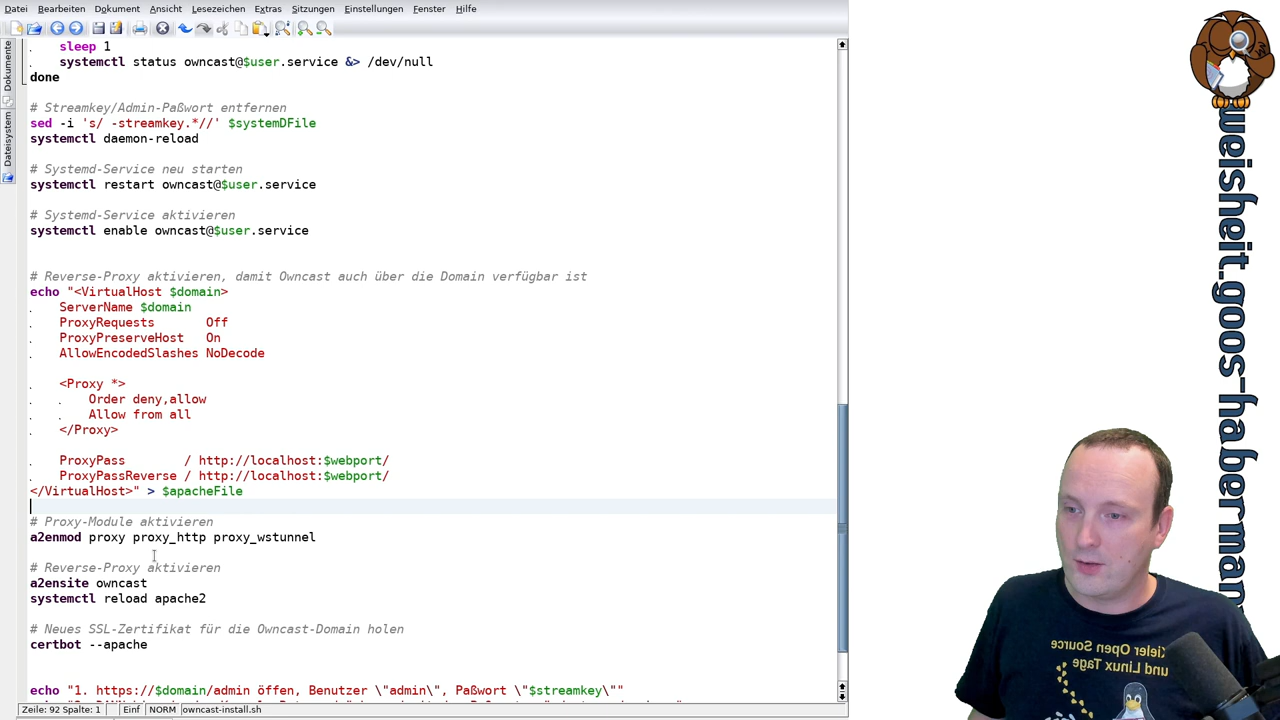 Datei Bearbeiten Dokument Ansicht Projekte Lesezeichen Extras Sitzungen Einstellungen Fenster Hilfe
Dokumente
Dateisystem
sleep 1
systemctl status owncast@$user.service &> /dev/null
done
# Streamkey/Admin-Paßwort entfernen
sed -i 's/ -streamkey.*//' $systemDFile
systemctl daemon-reload
# Systemd-Service neu starten
systemctl restart owncast@$user.service
# Systemd-Service aktivieren
systemctl enable owncast@$user.service
# Reverse-Proxy aktivieren, damit Owncast auch über die Domain verfügbar ist
echo "<VirtualHost $domain>
ServerName $domain
ProxyRequests Off
ProxyPreserveHost On
AllowEncodedSlashes NoDecode
<Proxy *>
Order deny,allow
Allow from all
</Proxy>
ProxyPass / http://localhost:$webport/
ProxyPassReverse / http://localhost:$webport/
</VirtualHost>" > $apacheFile
# Proxy-Module aktivieren
a2enmod proxy proxy_http proxy_wstunnel
# Reverse-Proxy aktivieren
a2ensite owncast
systemctl reload apache2
# Neues SSL-Zertifikat für die Owncast-Domain holen
certbot --apache
echo "1. https://$domain/admin öffen, Benutzer \"admin\", Paßwort \"$streamkey\""
Zeile: 92 Spalte: 1 Einf NORM owncast-install.sh
weisheit.goos-haberman
Kieler Open Source
und Linux Tage